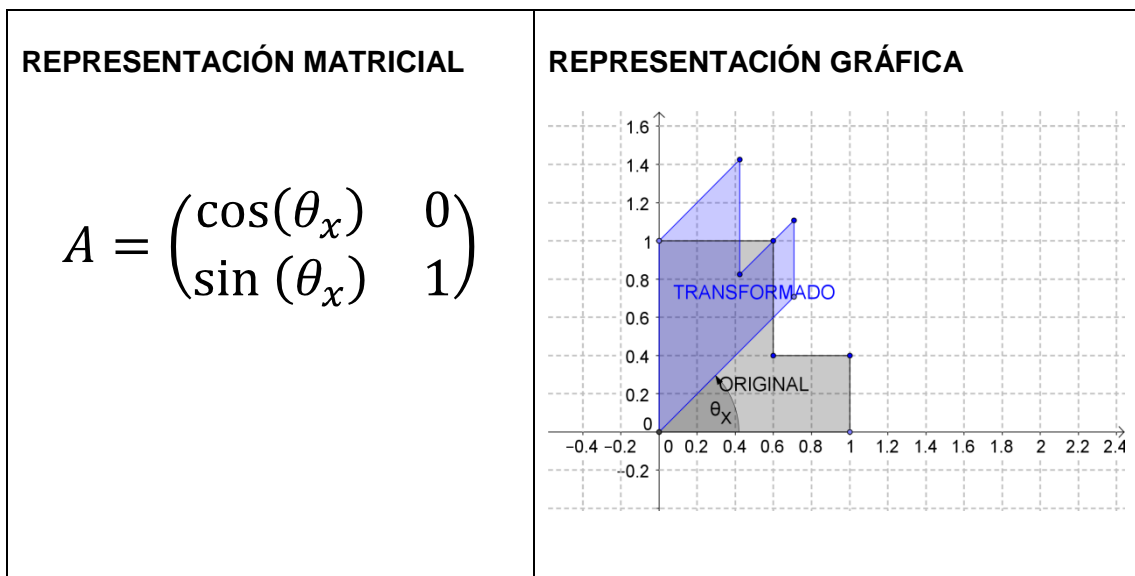 REPRESENTACIÓN MATRICIAL
A = (cos(θₓ) 0
sin (θₓ) 1)
REPRESENTACIÓN GRÁFICA
1.6
1.4
1.2
1
0.8
TRANSFORMADO
0.6
0.4
ORIGINAL
0.2
θX
0
−0.4 −0.2 0 0.2 0.4 0.6 0.8 1 1.2 1.4 1.6 1.8 2 2.2 2.4
−0.2